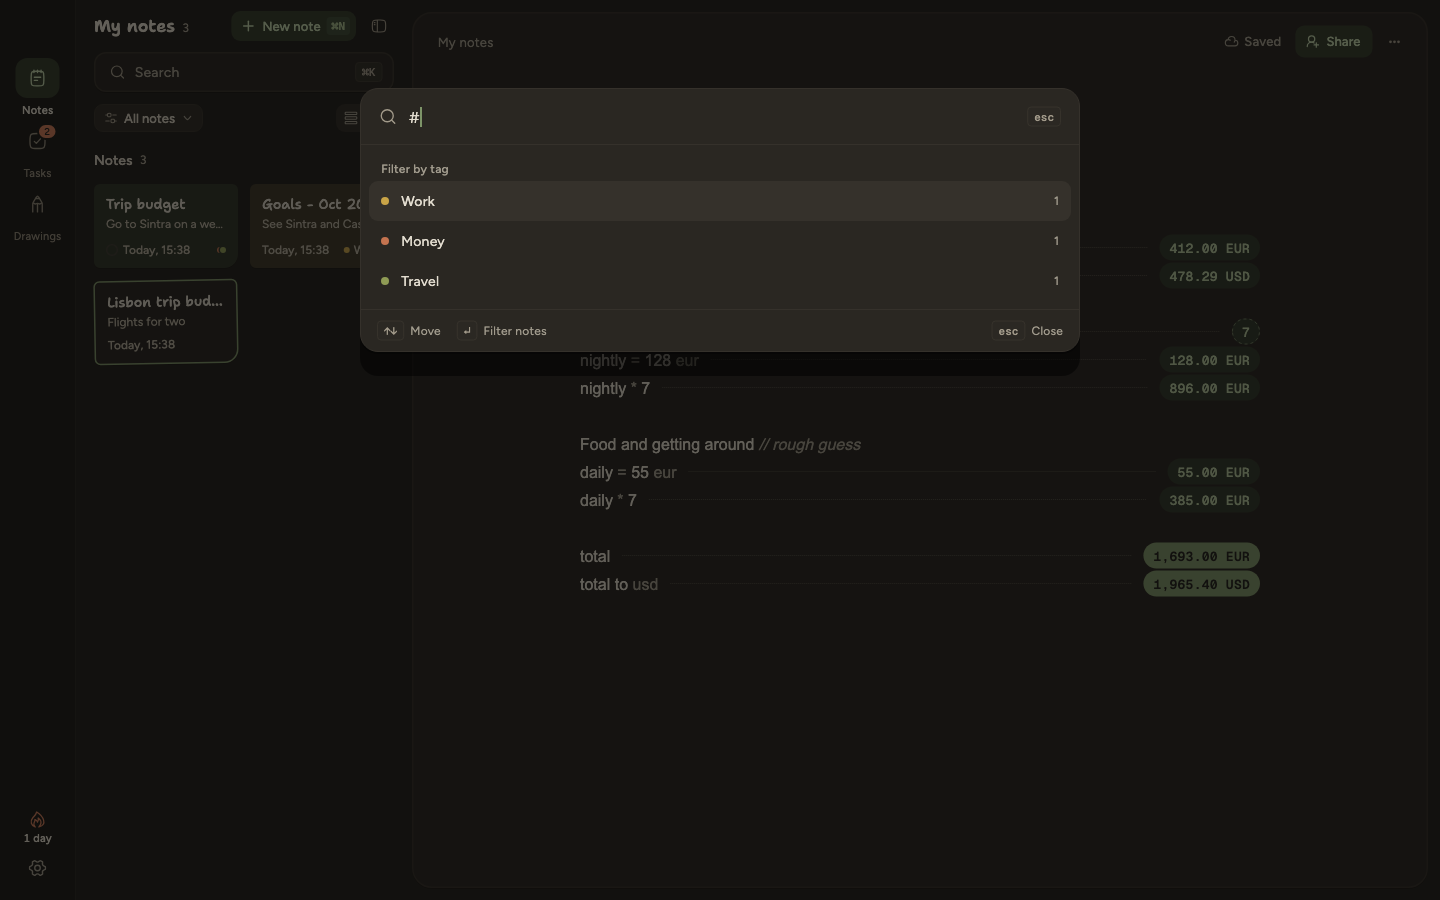 My notes 3
New note ⌘N
Search ⌘K
All notes
Notes
2
Tasks
Drawings
Notes 3
Trip budget
Go to Sintra on a we...
Today, 15:38
Goals - Oct
See Sintra and
Today, 15:38
Lisbon trip bud...
Flights for two
Today, 15:38
1 day
My notes
Saved
Share
#
esc
Filter by tag
Work 1
Money 1
Travel 1
Move
Filter notes
esc Close
412.00 EUR
478.29 USD
7
nightly = 128 eur 128.00 EUR
nightly * 7 896.00 EUR
Food and getting around // rough guess
daily = 55 eur 55.00 EUR
daily * 7 385.00 EUR
total 1,693.00 EUR
total to usd 1,965.40 USD